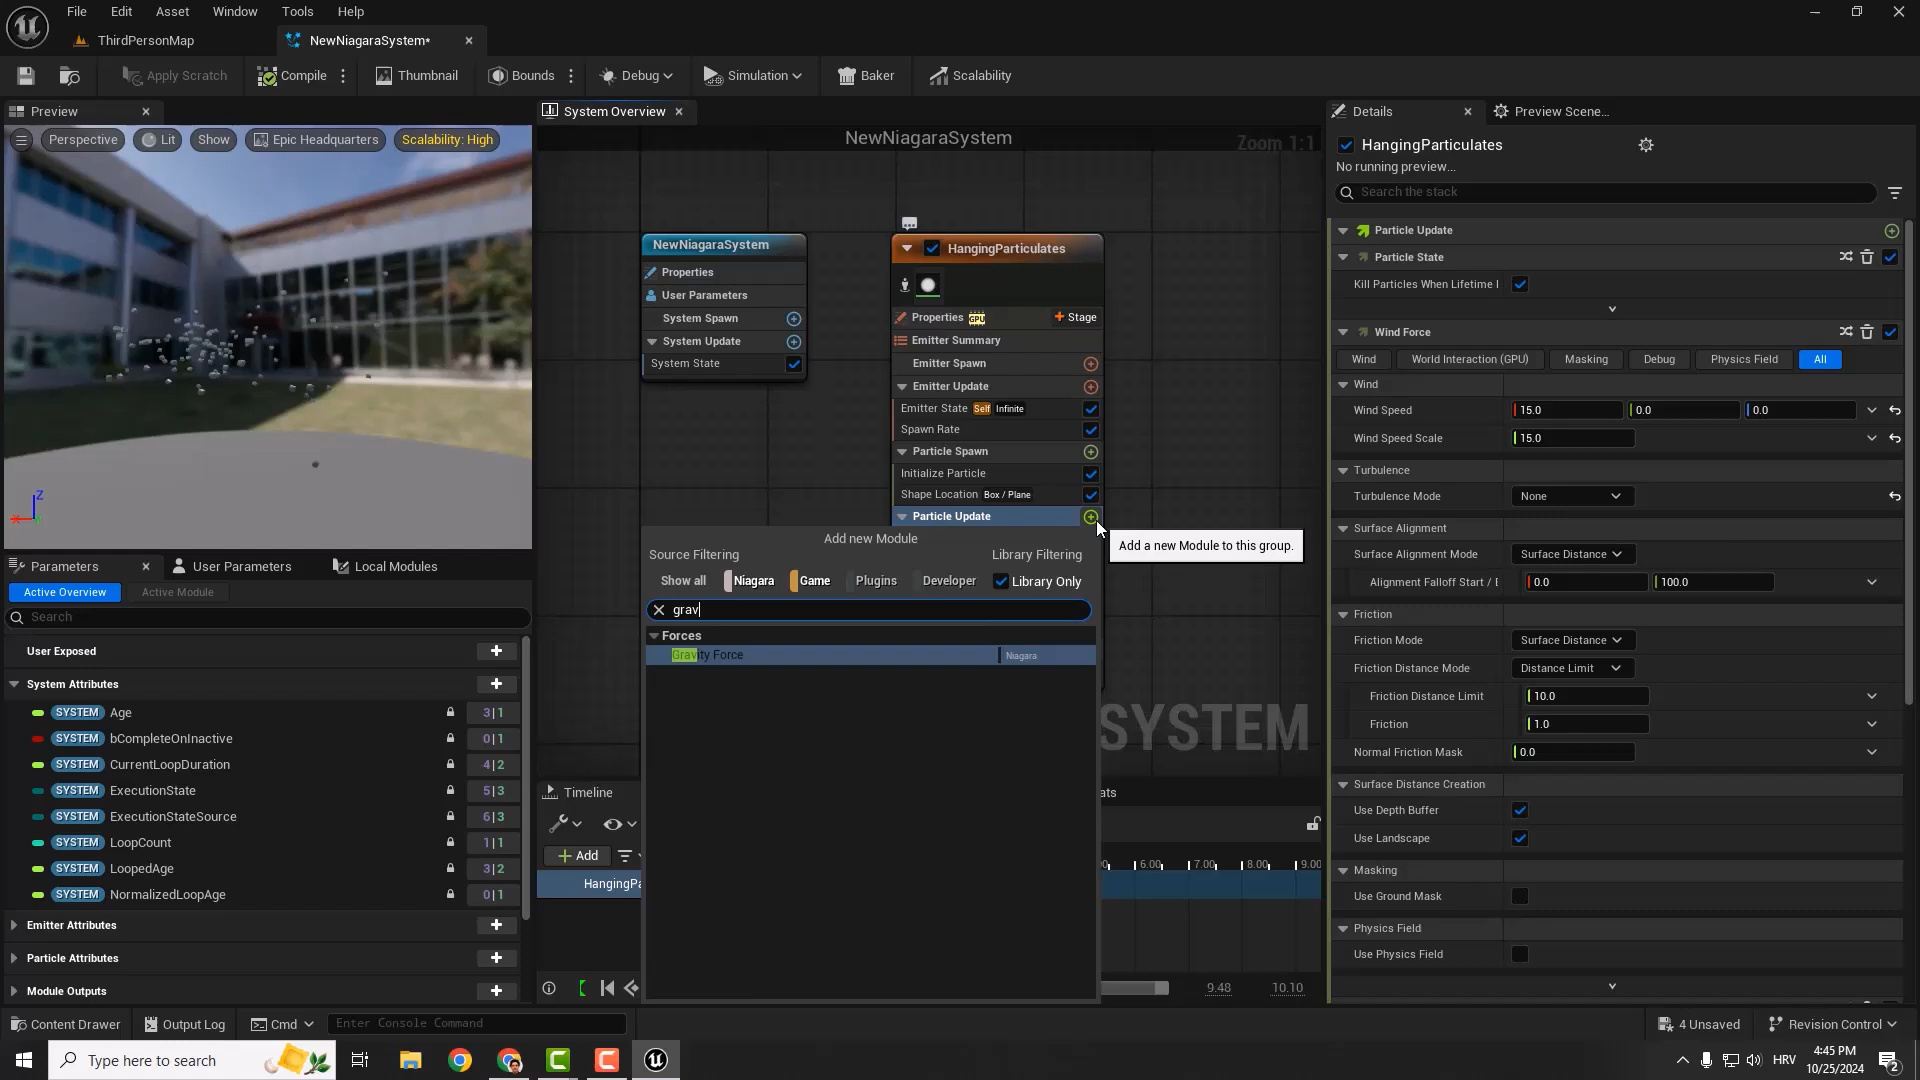 File Edit Asset Window Tools Help
ThirdPersonMap NewNiagaraSystem*
Apply Scratch Compile Thumbnail Bounds Debug Simulation Baker Scalability
Preview
Perspective Lit Show Epic Headquarters Scalability: High
System Overview
NewNiagaraSystem
Zoom 1:1
NewNiagaraSystem
Properties
User Parameters
System Spawn
System Update
System State
HangingParticulates
Properties GPU Stage
Emitter Summary
Emitter Spawn
Emitter Update
Emitter State Self Infinite
Spawn Rate
Particle Spawn
Initialize Particle
Shape Location Box / Plane
Particle Update
Add a new Module to this group.
Add new Module
Source Filtering Library Filtering
Show all Niagara Game Plugins Developer Library Only
grav
Forces
Gravity Force Niagara
SYSTEM
Timeline
Add
HangingPa
6.00 7.00 8.00 9.00
9.48 10.10
Parameters User Parameters Local Modules
Active Overview Active Module
Search
User Exposed
System Attributes
SYSTEM Age 3|1
SYSTEM bCompleteOnInactive 0|1
SYSTEM CurrentLoopDuration 4|2
SYSTEM ExecutionState 5|3
SYSTEM ExecutionStateSource 6|3
SYSTEM LoopCount 1|1
SYSTEM LoopedAge 3|2
SYSTEM NormalizedLoopAge 0|1
Emitter Attributes
Particle Attributes
Module Outputs
Details Preview Scene...
HangingParticulates
No running preview...
Search the stack
Particle Update
Particle State
Kill Particles When Lifetime
Wind Force
Wind World Interaction (GPU) Masking Debug Physics Field All
Wind
Wind Speed 15.0 0.0 0.0
Wind Speed Scale 15.0
Turbulence
Turbulence Mode None
Surface Alignment
Surface Alignment Mode Surface Distance
Alignment Falloff Start / E 0.0 100.0
Friction
Friction Mode Surface Distance
Friction Distance Mode Distance Limit
Friction Distance Limit 10.0
Friction 1.0
Normal Friction Mask 0.0
Surface Distance Creation
Use Depth Buffer
Use Landscape
Masking
Use Ground Mask
Physics Field
Use Physics Field
Content Drawer Output Log Cmd Enter Console Command 4 Unsaved Revision Control
Type here to search
HRV
4:45 PM
10/25/2024
2